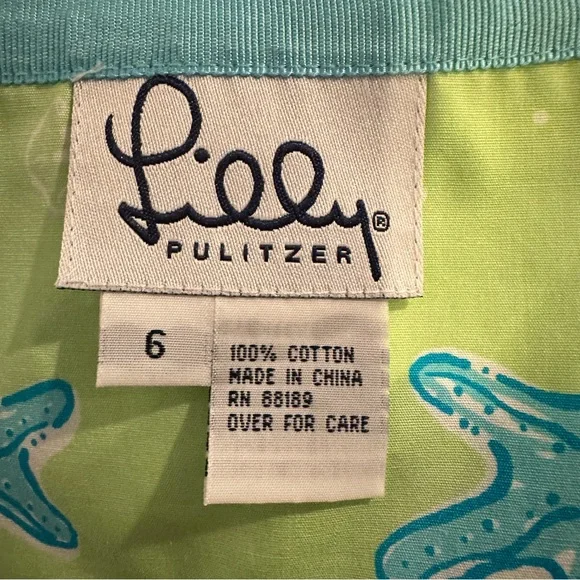 Lilly®
PULITZER
6
100% COTTON
MADE IN CHINA
RN 88189
OVER FOR CARE